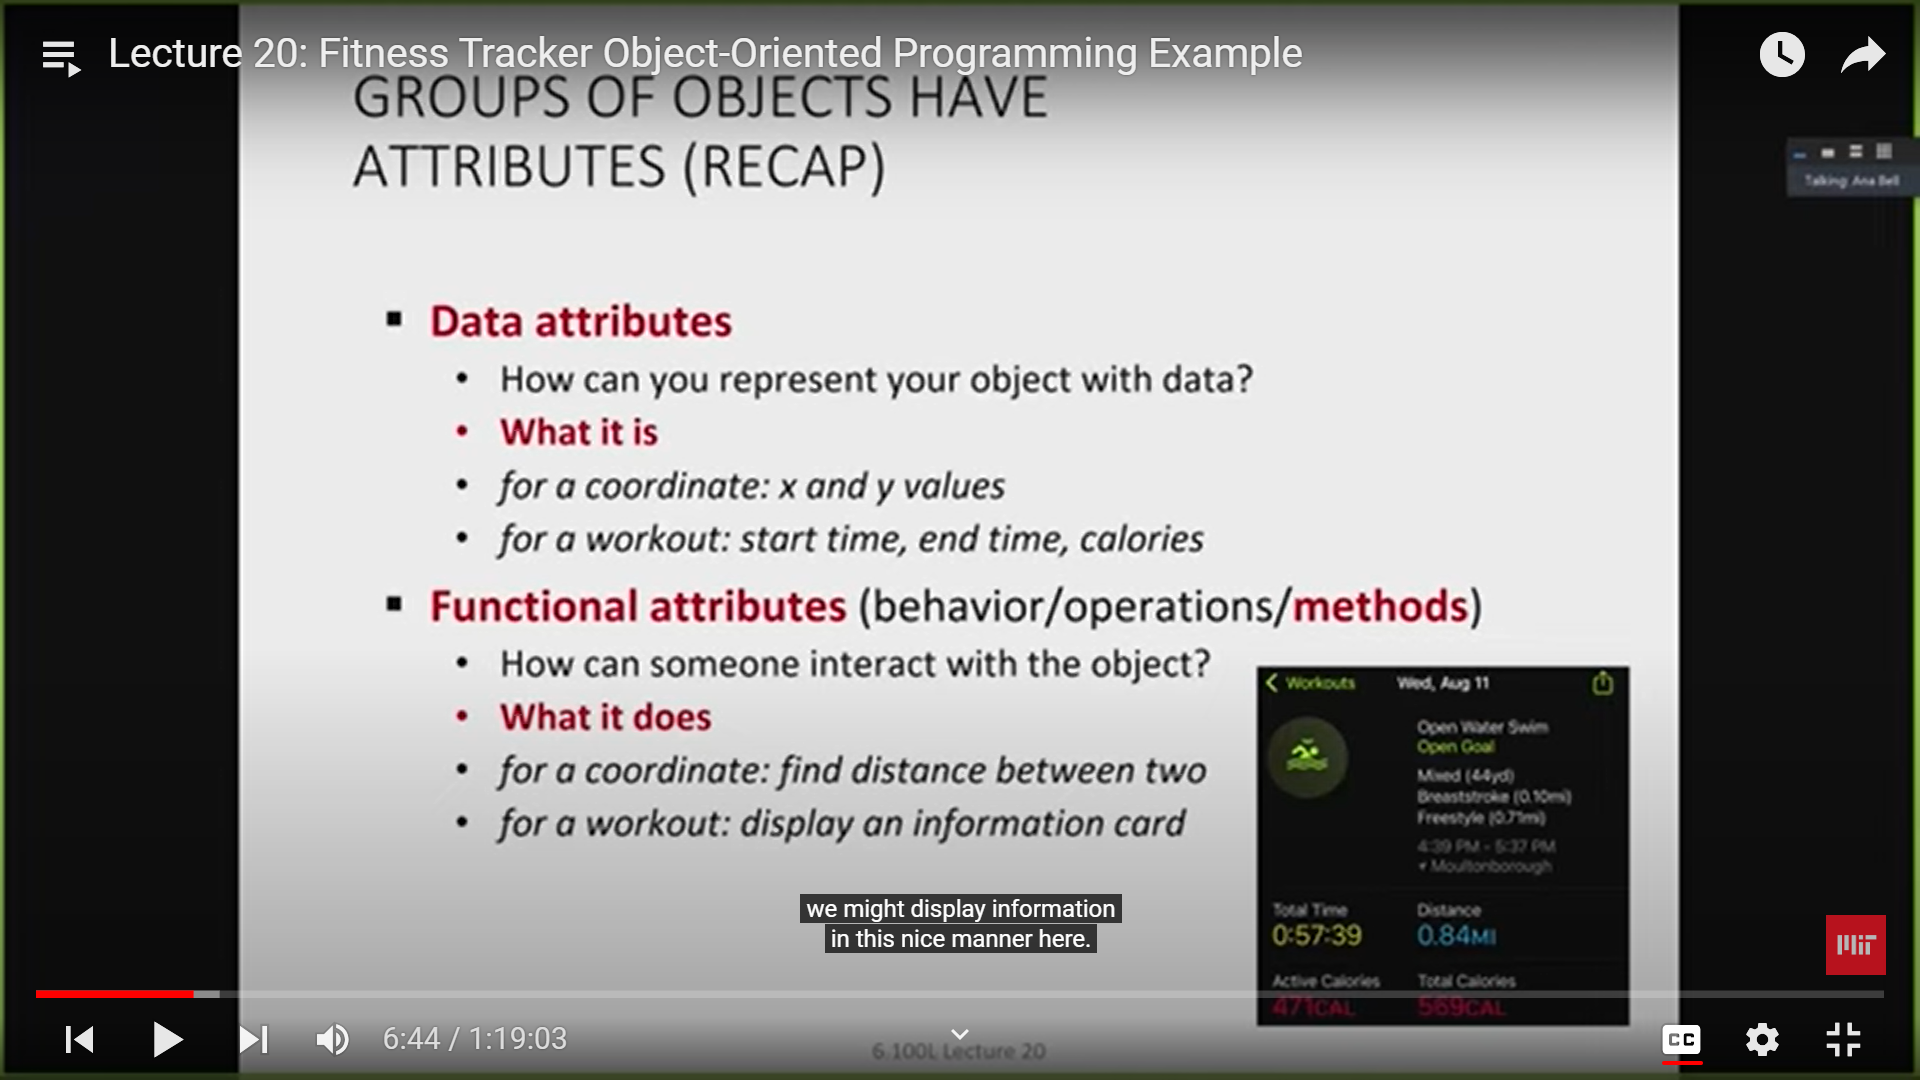 Lecture 20: Fitness Tracker Object-Oriented Programming Example
GROUPS OF OBJECTS HAVE
ATTRIBUTES (RECAP)
Talking: Ana Bell
▪ Data attributes
• How can you represent your object with data?
• What it is
• for a coordinate: x and y values
• for a workout: start time, end time, calories
▪ Functional attributes (behavior/operations/methods)
• How can someone interact with the object?
• What it does
• for a coordinate: find distance between two
• for a workout: display an information card
Workouts Wed, Aug 11
Open Water Swim
Open Goal
Mixed (44yd)
Breaststroke (0.10mi)
Freestyle (0.71mi)
4:39 PM - 5:37 PM
Moultonborough
Total Time Distance
0:57:39 0.84MI
Active Calories Total Calories
471CAL 569CAL
we might display information
in this nice manner here.
MIT
6:44 / 1:19:03
CC
6.100L Lecture 20